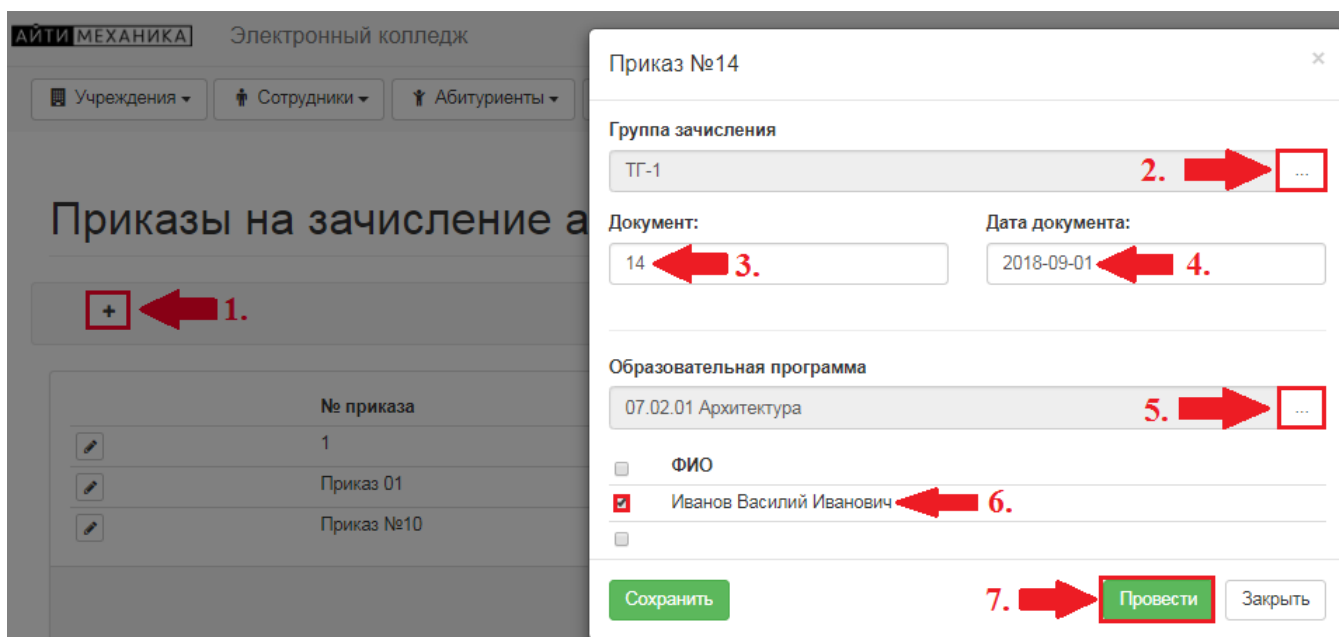 АЙТИ МЕХАНИКА Электронный колледж
Учреждения Сотрудники Абитуриенты
Приказы на зачисление а
+ 1.
№ приказа
1
Приказ 01
Приказ №10
Приказ №14 ×
Группа зачисления
ТГ-1 2. ...
Документ: Дата документа:
14 3. 2018-09-01 4.
Образовательная программа
07.02.01 Архитектура 5. ...
ФИО
Иванов Василий Иванович 6.
Сохранить 7. Провести Закрыть